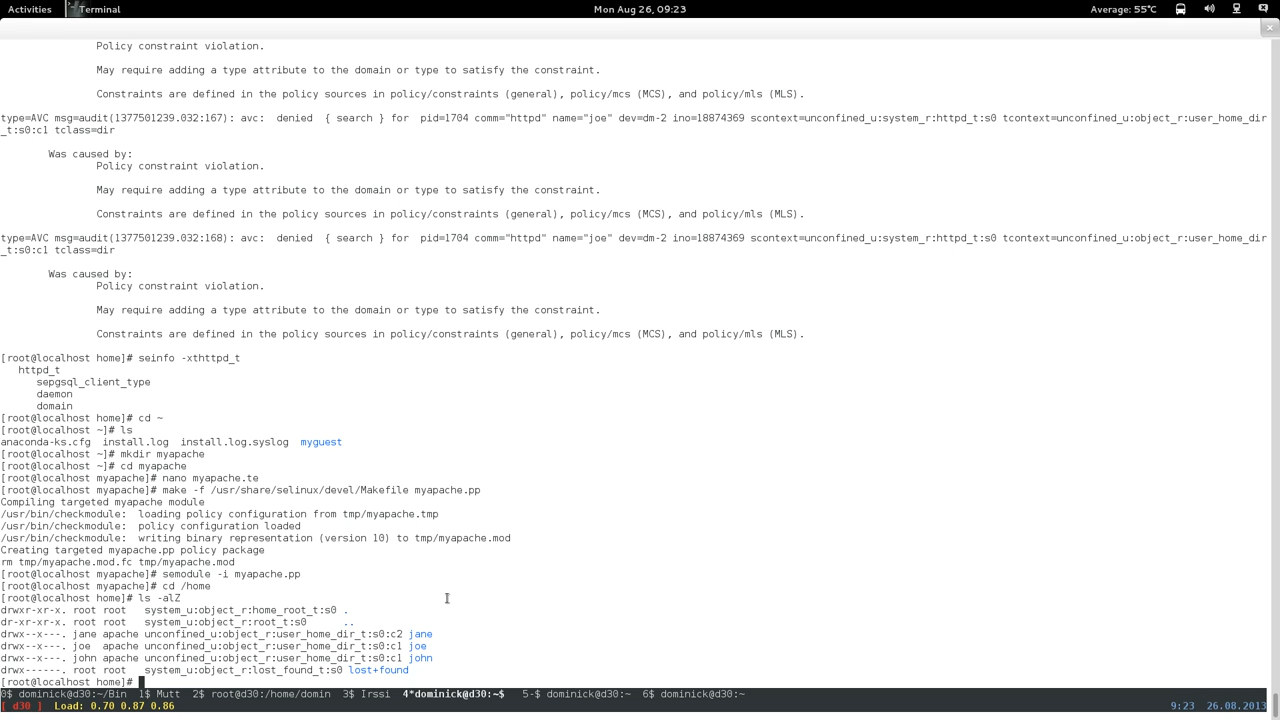 Activities Terminal Mon Aug 26, 09:23 Average: 55°C
Policy constraint violation.
May require adding a type attribute to the domain or type to satisfy the constraint.
Constraints are defined in the policy sources in policy/constraints (general), policy/mcs (MCS), and policy/mls (MLS).
type=AVC msg=audit(1377501239.032:167): avc:  denied  { search } for  pid=1704 comm="httpd" name="joe" dev=dm-2 ino=18874369 scontext=unconfined_u:system_r:httpd_t:s0 tcontext=unconfined_u:object_r:user_home_dir
_t:s0:c1 tclass=dir
Was caused by:
Policy constraint violation.
May require adding a type attribute to the domain or type to satisfy the constraint.
Constraints are defined in the policy sources in policy/constraints (general), policy/mcs (MCS), and policy/mls (MLS).
type=AVC msg=audit(1377501239.032:168): avc:  denied  { search } for  pid=1704 comm="httpd" name="joe" dev=dm-2 ino=18874369 scontext=unconfined_u:system_r:httpd_t:s0 tcontext=unconfined_u:object_r:user_home_dir
_t:s0:c1 tclass=dir
Was caused by:
Policy constraint violation.
May require adding a type attribute to the domain or type to satisfy the constraint.
Constraints are defined in the policy sources in policy/constraints (general), policy/mcs (MCS), and policy/mls (MLS).
[root@localhost home]# seinfo -xthttpd_t
httpd_t
sepgsql_client_type
daemon
domain
[root@localhost home]# cd ~
[root@localhost ~]# ls
anaconda-ks.cfg  install.log  install.log.syslog  myguest
[root@localhost ~]# mkdir myapache
[root@localhost ~]# cd myapache
[root@localhost myapache]# nano myapache.te
[root@localhost myapache]# make -f /usr/share/selinux/devel/Makefile myapache.pp
Compiling targeted myapache module
/usr/bin/checkmodule:  loading policy configuration from tmp/myapache.tmp
/usr/bin/checkmodule:  policy configuration loaded
/usr/bin/checkmodule:  writing binary representation (version 10) to tmp/myapache.mod
Creating targeted myapache.pp policy package
rm tmp/myapache.mod.fc tmp/myapache.mod
[root@localhost myapache]# semodule -i myapache.pp
[root@localhost myapache]# cd /home
[root@localhost home]# ls -alZ
drwxr-xr-x. root root   system_u:object_r:home_root_t:s0 .
dr-xr-xr-x. root root   system_u:object_r:root_t:s0      ..
drwx--x---. jane apache unconfined_u:object_r:user_home_dir_t:s0:c2 jane
drwx--x---. joe  apache unconfined_u:object_r:user_home_dir_t:s0:c1 joe
drwx--x---. john apache unconfined_u:object_r:user_home_dir_t:s0:c1 john
drwx------. root root   system_u:object_r:lost_found_t:s0 lost+found
[root@localhost home]#
0$ dominick@d30:~/Bin  1$ Mutt  2$ root@d30:/home/domin  3$ Irssi  4*dominick@d30:~$   5-$ dominick@d30:~  6$ dominick@d30:~
[ d30 ]  Load: 0.70 0.87 0.86  9:23  26.08.2013